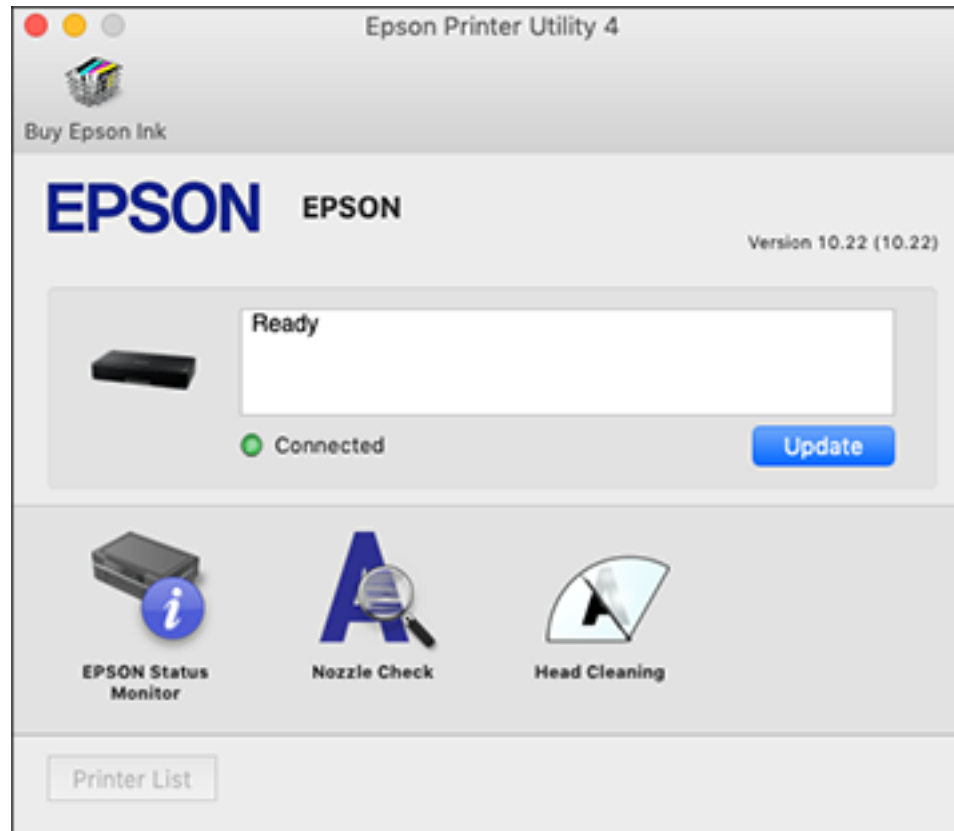 Epson Printer Utility 4
Buy Epson Ink
EPSON EPSON
Version 10.22 (10.22)
Ready
Connected
Update
EPSON Status
Monitor
Nozzle Check
Head Cleaning
Printer List